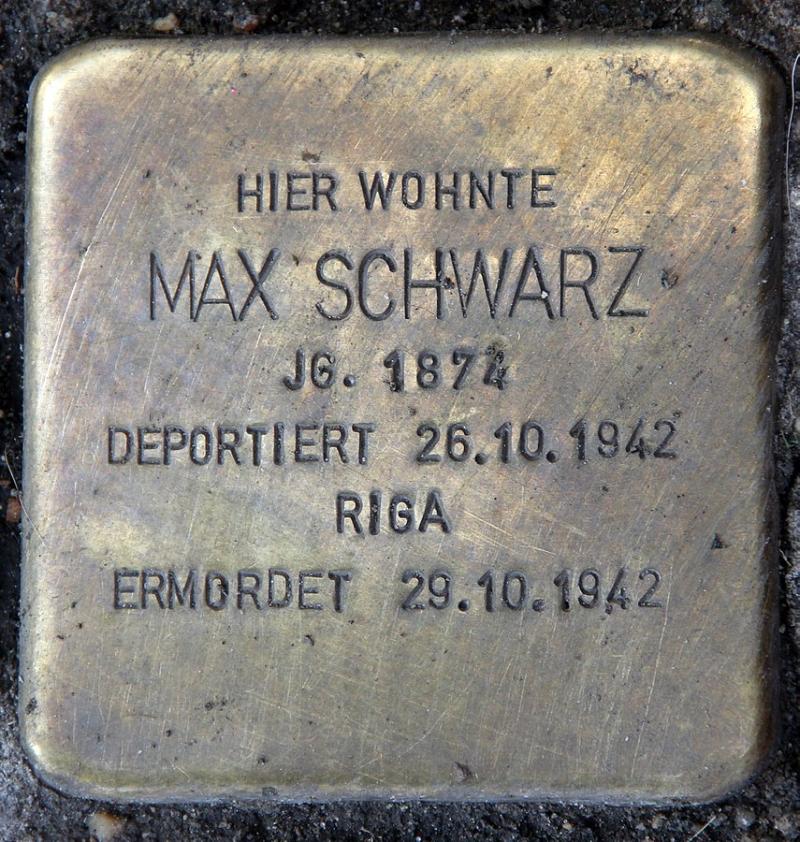 HIER WOHNTE
MAX SCHWARZ
JG. 1874
DEPORTIERT 26.10.1942
RIGA
ERMORDET 29.10.1942